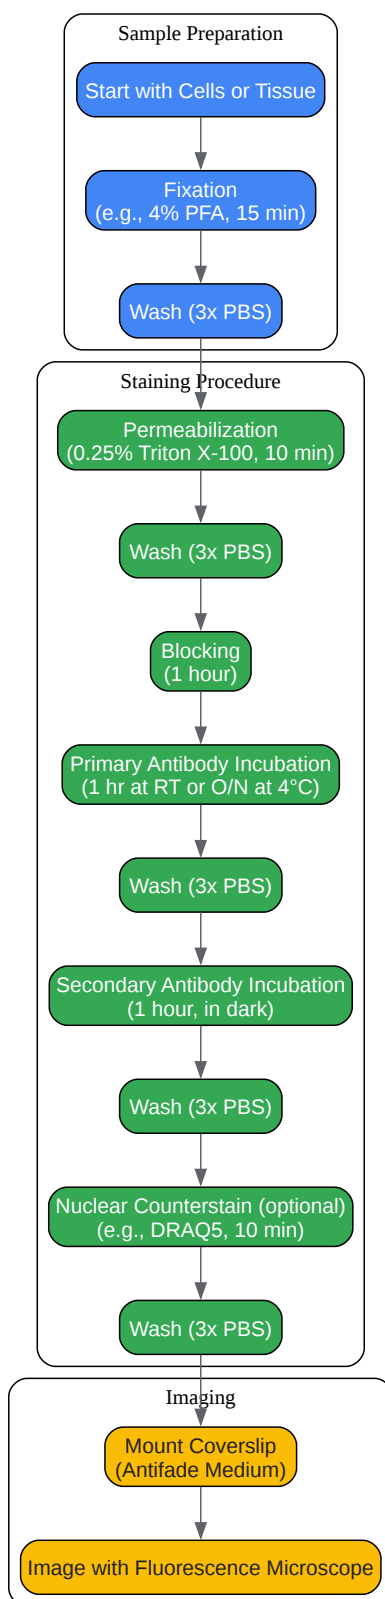 Sample Preparation
Start with Cells or Tissue
Fixation
(e.g., 4% PFA, 15 min)
Wash (3x PBS)
Staining Procedure
Permeabilization
(0.25% Triton X-100, 10 min)
Wash (3x PBS)
Blocking
(1 hour)
Primary Antibody Incubation
(1 hr at RT or O/N at 4°C)
Wash (3x PBS)
Secondary Antibody Incubation
(1 hour, in dark)
Wash (3x PBS)
Nuclear Counterstain (optional)
(e.g., DRAQ5, 10 min)
Wash (3x PBS)
Imaging
Mount Coverslip
(Antifade Medium)
Image with Fluorescence Microscope